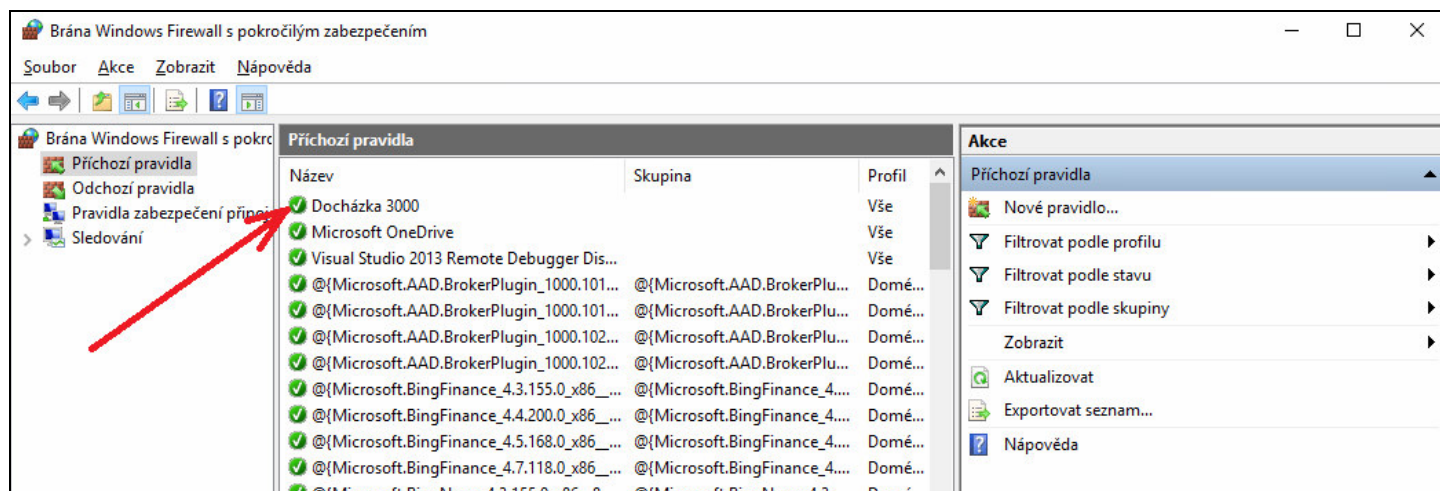 Brána Windows Firewall s pokročilým zabezpečením
Soubor Akce Zobrazit Nápověda
Brána Windows Firewall s pokrc
Příchozí pravidla
Odchozí pravidla
Pravidla zabezpečení připoj
Sledování
Příchozí pravidla
Název Skupina Profil
Docházka 3000 Vše
Microsoft OneDrive Vše
Visual Studio 2013 Remote Debugger Dis... Vše
@{Microsoft.AAD.BrokerPlugin_1000.101... @{Microsoft.AAD.BrokerPlu... Domé...
@{Microsoft.AAD.BrokerPlugin_1000.101... @{Microsoft.AAD.BrokerPlu... Domé...
@{Microsoft.AAD.BrokerPlugin_1000.102... @{Microsoft.AAD.BrokerPlu... Domé...
@{Microsoft.AAD.BrokerPlugin_1000.102... @{Microsoft.AAD.BrokerPlu... Domé...
@{Microsoft.BingFinance_4.3.155.0_x86__... @{Microsoft.BingFinance_4.... Domé...
@{Microsoft.BingFinance_4.4.200.0_x86__... @{Microsoft.BingFinance_4.... Domé...
@{Microsoft.BingFinance_4.5.168.0_x86__... @{Microsoft.BingFinance_4.... Domé...
@{Microsoft.BingFinance_4.7.118.0_x86__... @{Microsoft.BingFinance_4.... Domé...
Akce
Příchozí pravidla
Nové pravidlo...
Filtrovat podle profilu
Filtrovat podle stavu
Filtrovat podle skupiny
Zobrazit
Aktualizovat
Exportovat seznam...
Nápověda